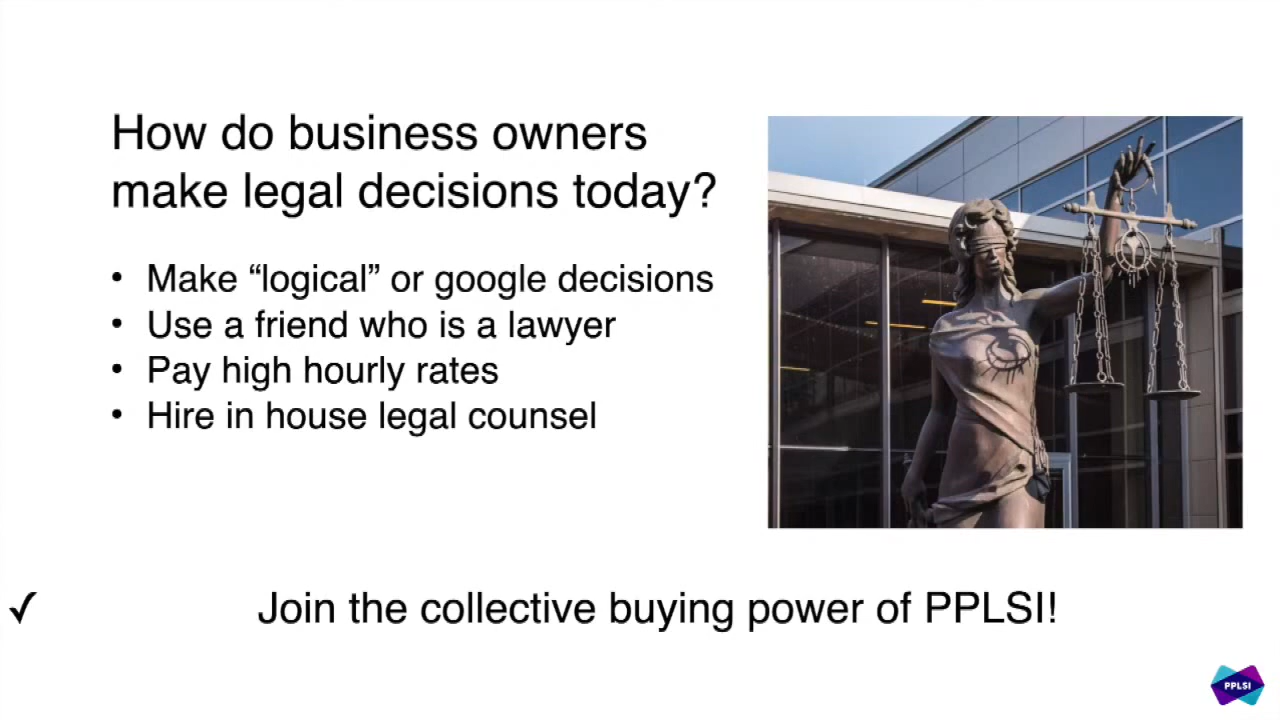 How do business owners
make legal decisions today?
• Make “logical” or google decisions
• Use a friend who is a lawyer
• Pay high hourly rates
• Hire in house legal counsel
✓ Join the collective buying power of PPLSI!
PPLSI